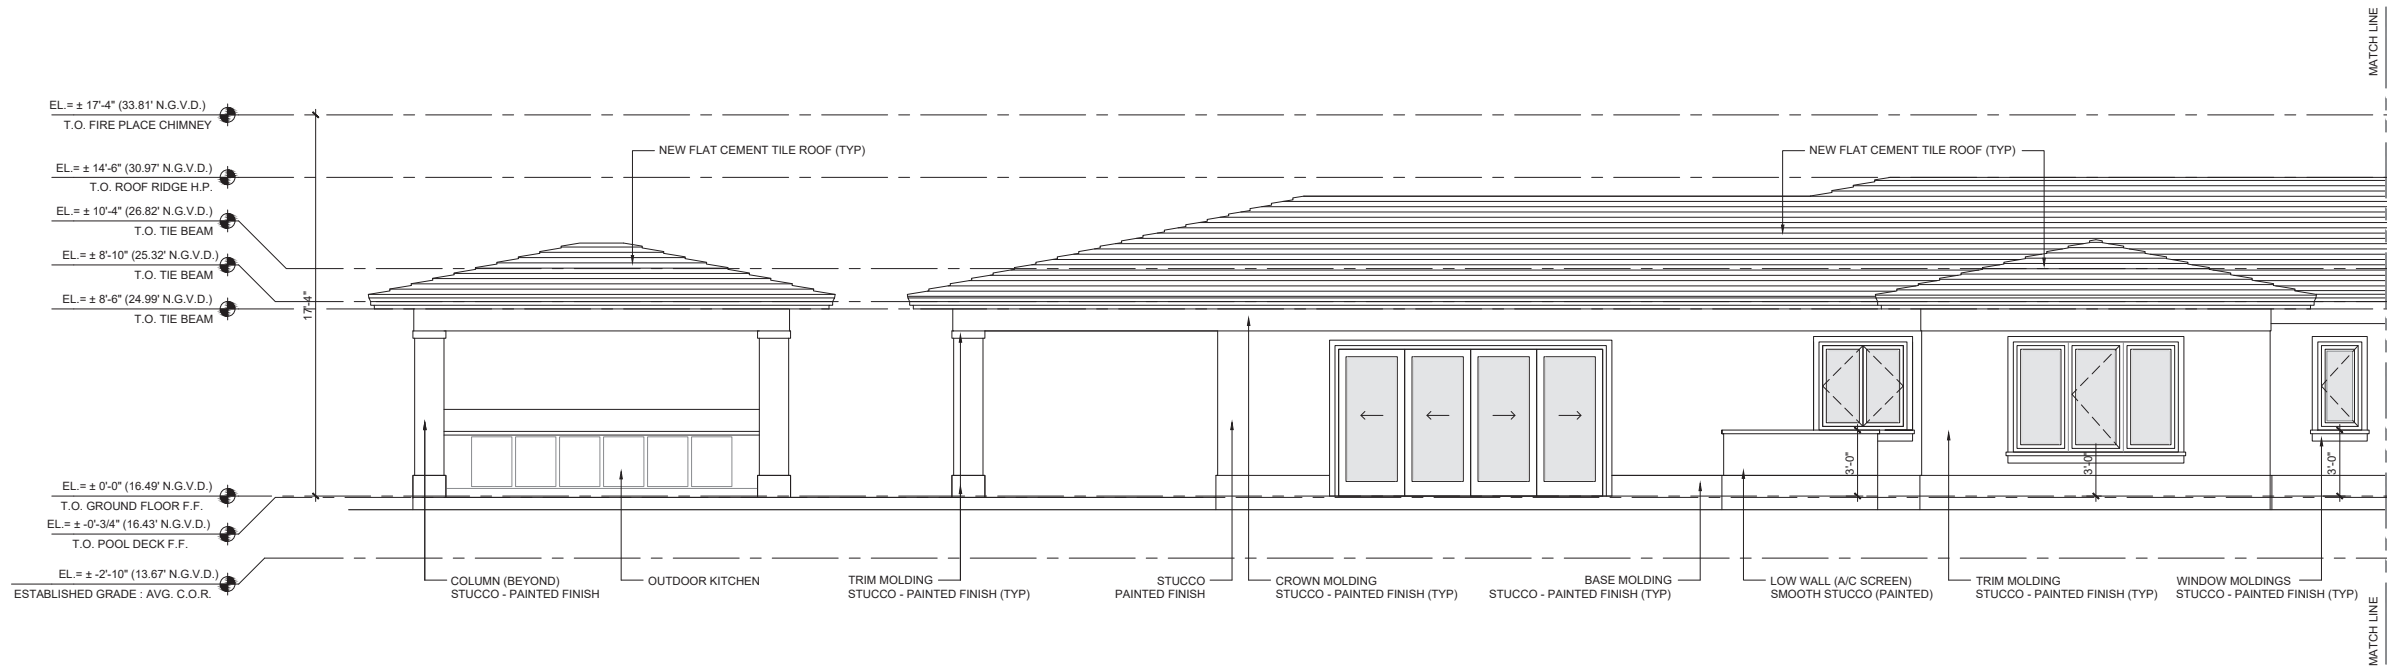 MATCH LINE
EL.= ± 17'-4" (33.81' N.G.V.D.)
T.O. FIRE PLACE CHIMNEY
NEW FLAT CEMENT TILE ROOF (TYP)
NEW FLAT CEMENT TILE ROOF (TYP)
EL.= ± 14'-6" (30.97' N.G.V.D.)
T.O. ROOF RIDGE H.P.
EL.= ± 10'-4" (26.82' N.G.V.D.)
T.O. TIE BEAM
EL.= ± 8'-10" (25.32' N.G.V.D.)
T.O. TIE BEAM
EL.= ± 8'-6" (24.99' N.G.V.D.)
T.O. TIE BEAM
17'-4"
3'-0"
3'-0"
3'-0"
EL.= ± 0'-0" (16.49' N.G.V.D.)
T.O. GROUND FLOOR F.F.
EL.= ± -0'-3/4" (16.43' N.G.V.D.)
T.O. POOL DECK F.F.
EL.= ± -2'-10" (13.67' N.G.V.D.)
ESTABLISHED GRADE : AVG. C.O.R.
COLUMN (BEYOND)
STUCCO - PAINTED FINISH
OUTDOOR KITCHEN
TRIM MOLDING
STUCCO - PAINTED FINISH (TYP)
STUCCO
PAINTED FINISH
CROWN MOLDING
STUCCO - PAINTED FINISH (TYP)
BASE MOLDING
STUCCO - PAINTED FINISH (TYP)
LOW WALL (A/C SCREEN)
SMOOTH STUCCO (PAINTED)
TRIM MOLDING
STUCCO - PAINTED FINISH (TYP)
WINDOW MOLDINGS
STUCCO - PAINTED FINISH (TYP)
MATCH LINE